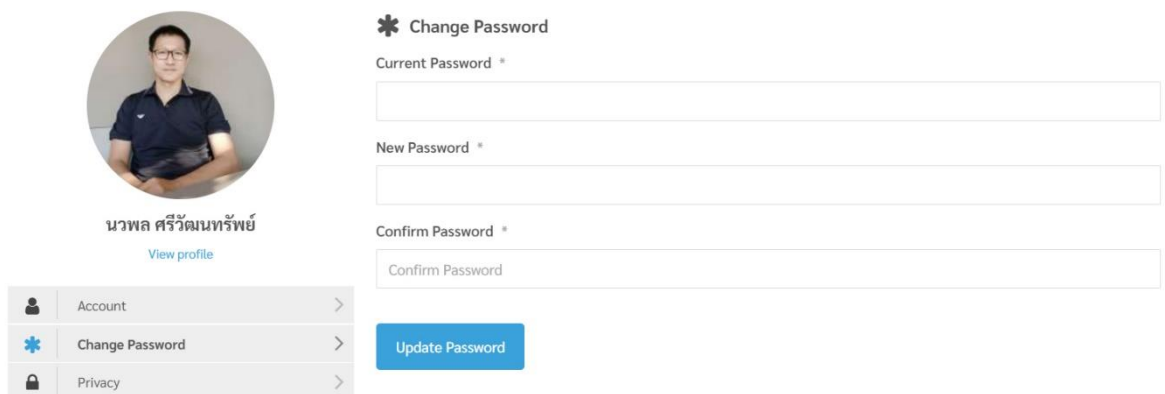 นวพล ศรีวัฒนทรัพย์
View profile
Account
Change Password
Privacy
Change Password
Current Password *
New Password *
Confirm Password *
Confirm Password
Update Password